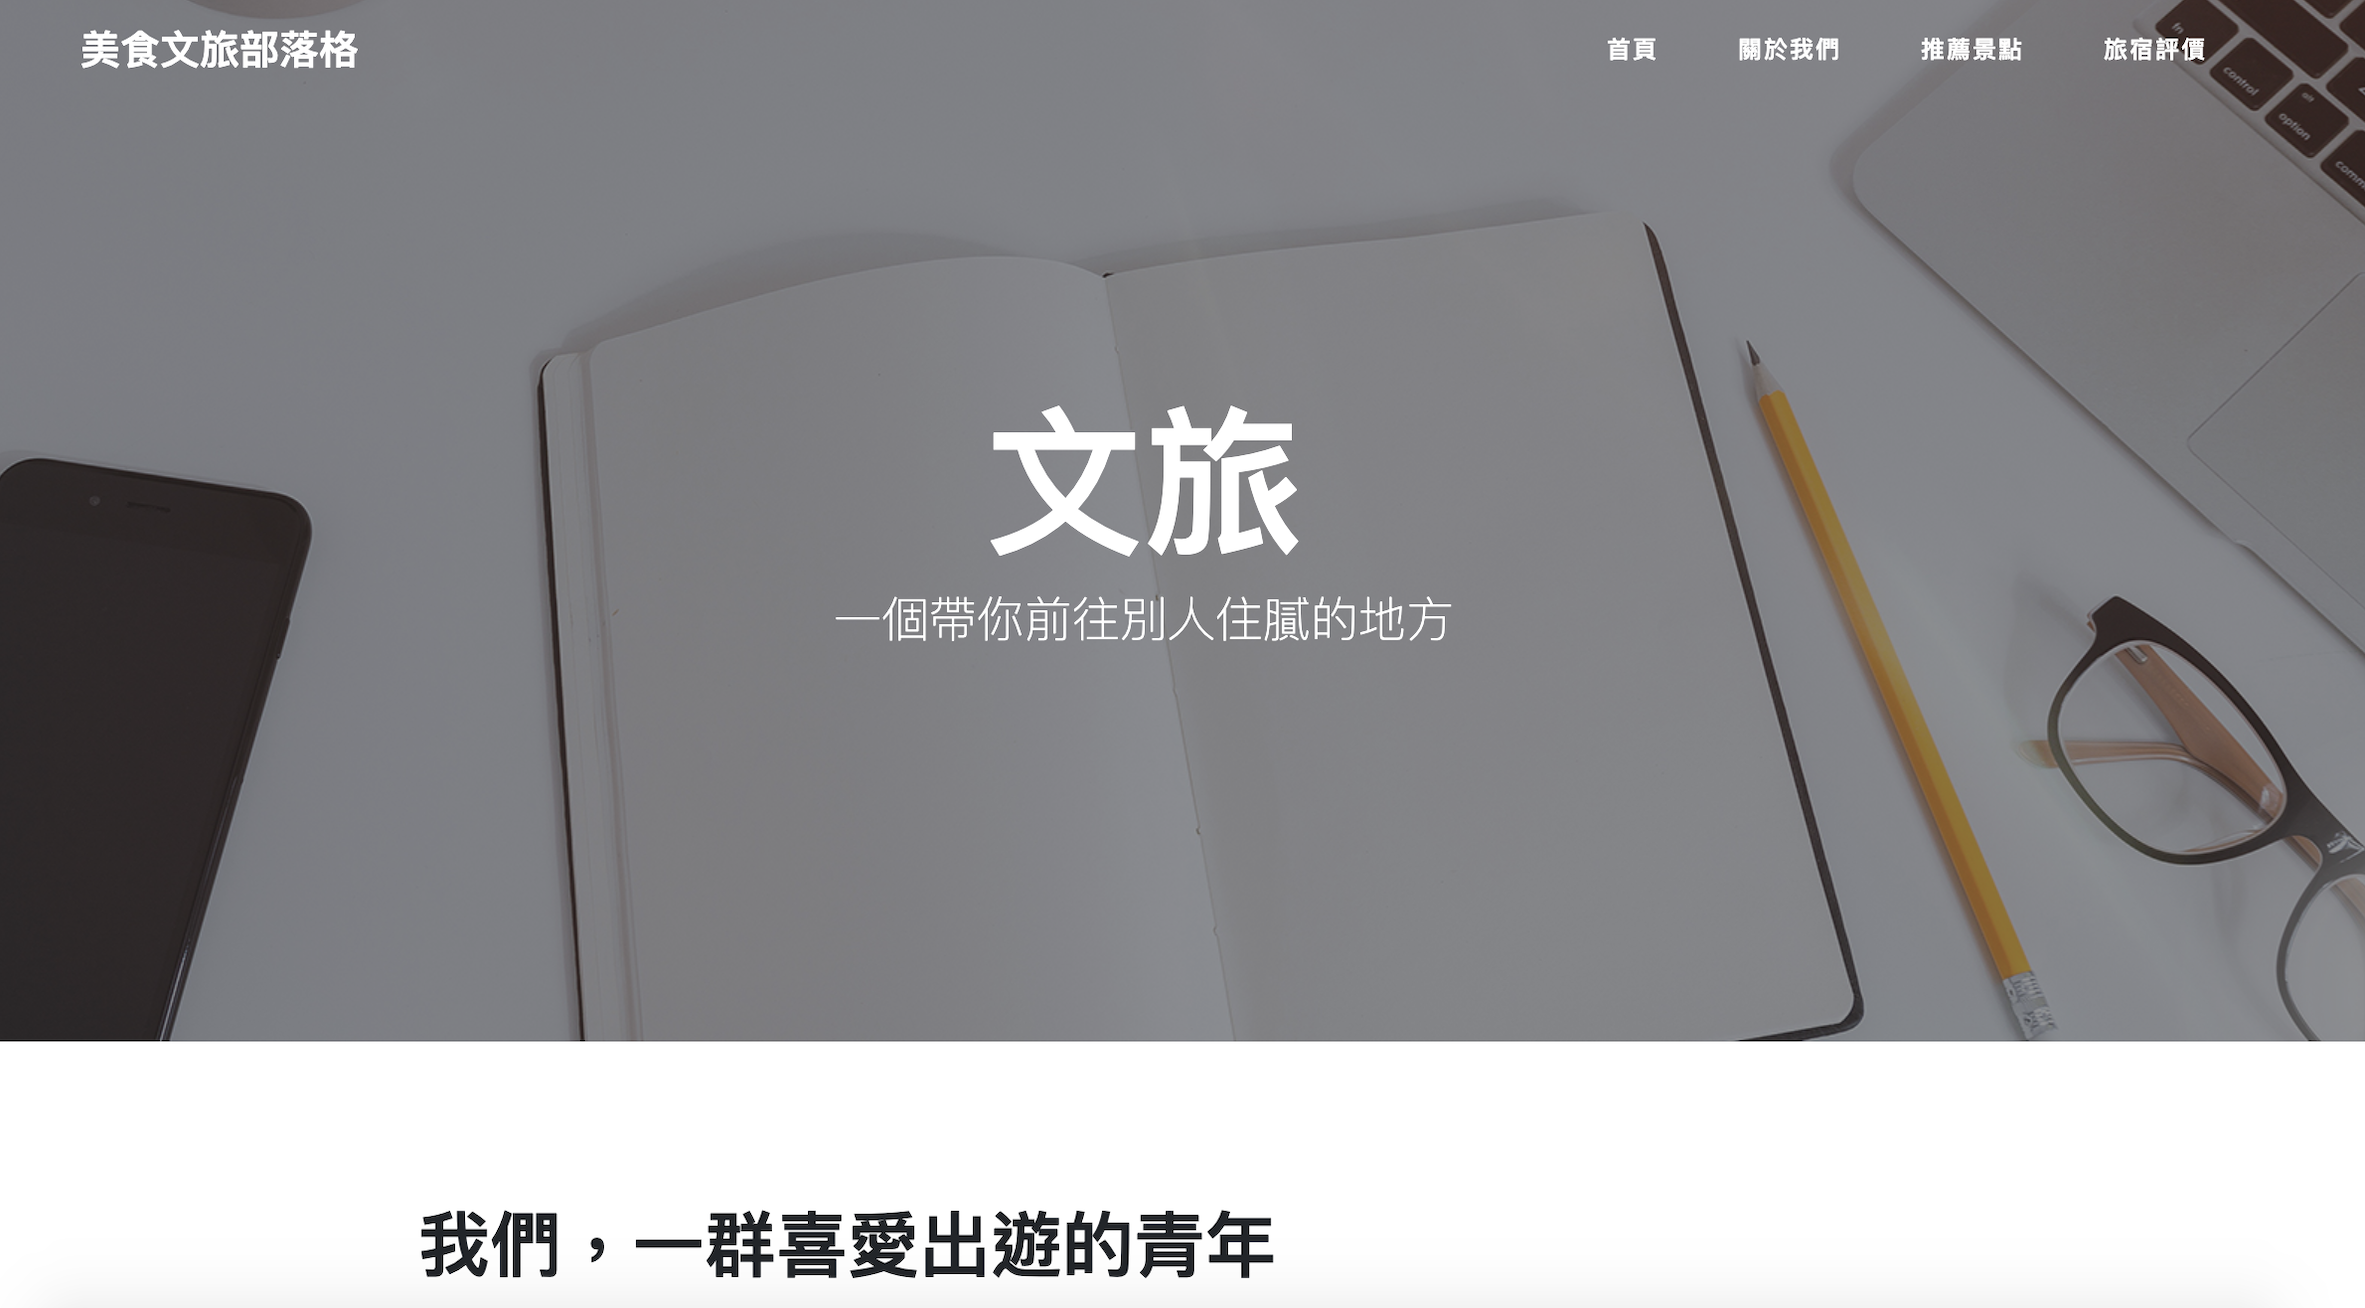 美食文旅部落格
首頁 關於我們 推薦景點 旅宿評價
fn
control
alt
option
文旅
一個帶你前往別人住膩的地方
我們，一群喜愛出遊的青年